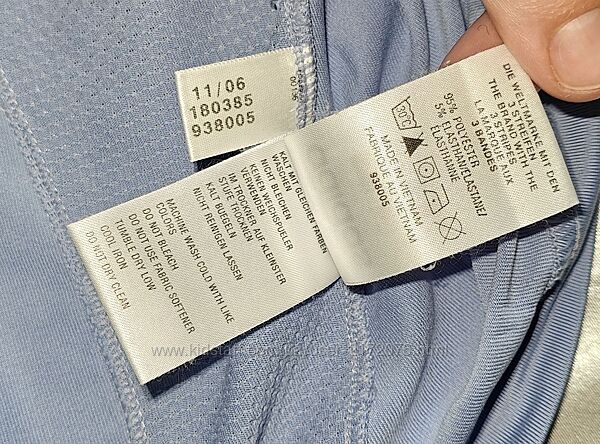 11/06
180385
938005
DIE WELTMARKE MIT DEN
3 STREIFEN
THE BRAND WITH THE
3 STRIPES
LA MARQUE AUX
3 BANDES
95% POLYESTER
5% ELASTHAN/ELASTANE/
ELASTHANNE
30°C
MADE IN VIETNAM
FABRIQUÉ AU VIETNAM
938005
KALT MIT GLEICHEN FARBEN
WASCHEN
NICHT BLEICHEN
KEINEN WEICHSPÜLER
VERWENDEN
IM TROCKNER AUF KLEINSTER
STUFE TROCKNEN
KALT BÜGELN
NICHT REINIGEN LASSEN
MACHINE WASH COLD WITH LIKE
COLORS
DO NOT BLEACH
DO NOT USE FABRIC SOFTENER
TUMBLE DRY LOW
COOL IRON
DO NOT DRY CLEAN